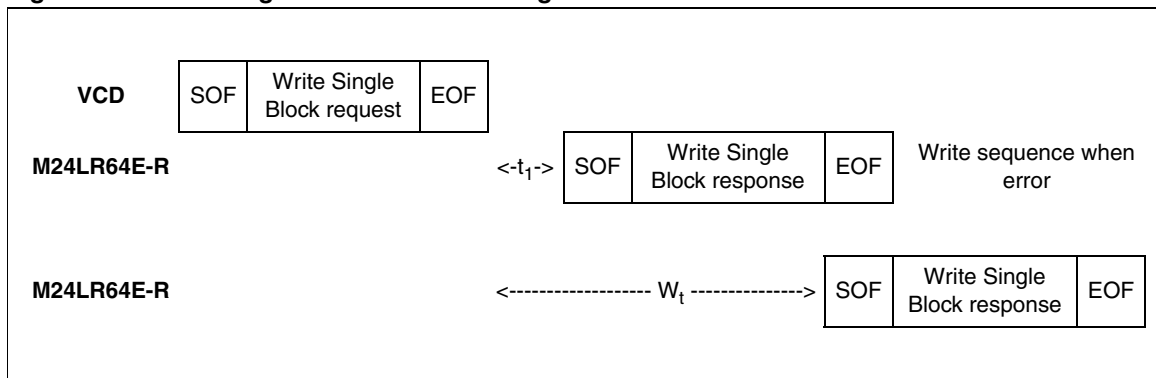 VCD SOF Write Single Block request EOF
M24LR64E-R <-t1-> SOF Write Single Block response EOF Write sequence when error
M24LR64E-R <------------------- Wt ---------------> SOF Write Single Block response EOF